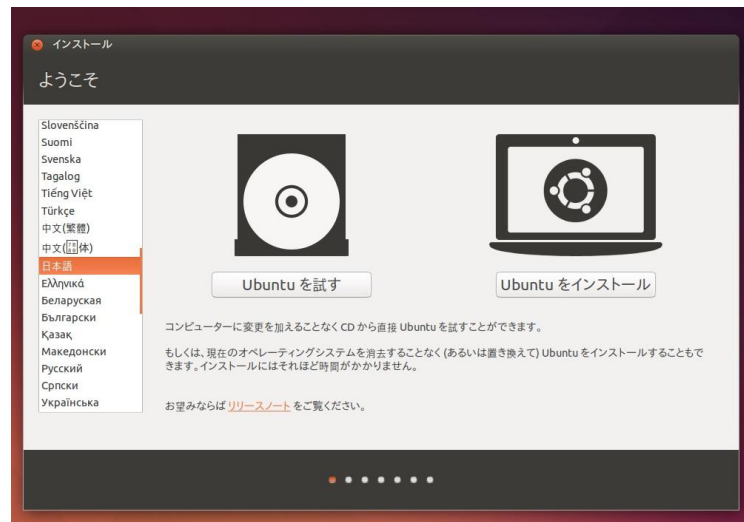 インストール
ようこそ
Slovenščina
Suomi
Svenska
Tagalog
Tiếng Việt
Türkçe
中文(繁體)
中文(体)
日本語
Ελληνικά
Беларуская
Български
Қазақ
Македонски
Русский
Српски
Українська
Ubuntu を試す
Ubuntu をインストール
コンピューターに変更を加えることなく CD から直接 Ubuntu を試すことができます。
もしくは、現在のオペレーティングシステムを消去することなく (あるいは置き換えて) Ubuntu をインストールすることもで
きます。インストールにはそれほど時間がかかりません。
お望みならば リリースノート をご覧ください。